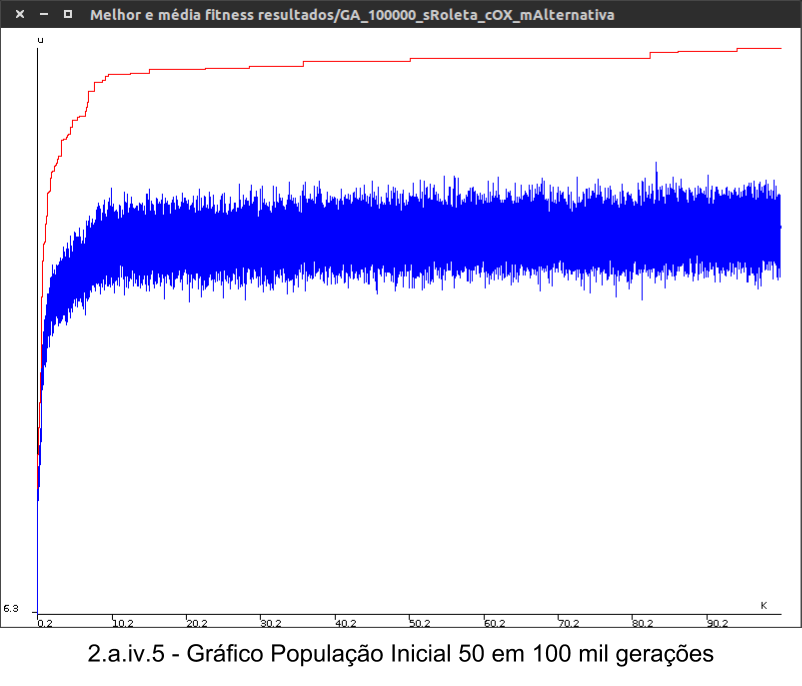 Melhor e média fitness resultados/GA_100000_sRoleta_cOX_mAlternativa
u
6.3
K
0.2 10.2 20.2 30.2 40.2 50.2 60.2 70.2 80.2 90.2
2.a.iv.5 - Gráfico População Inicial 50 em 100 mil gerações